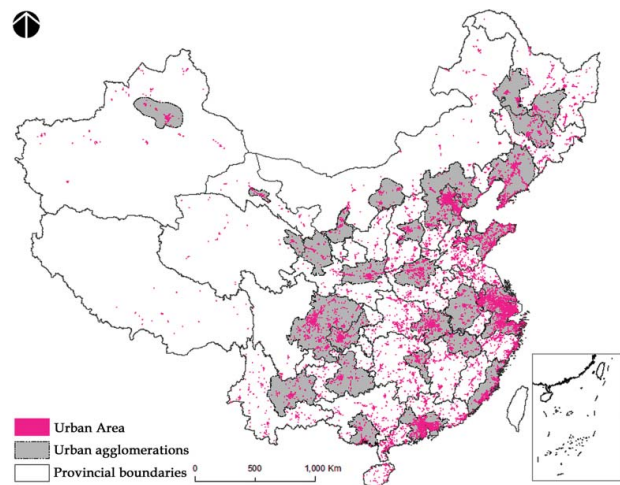 Urban Area
Urban agglomerations
Provincial boundaries
0 500 1,000 Km